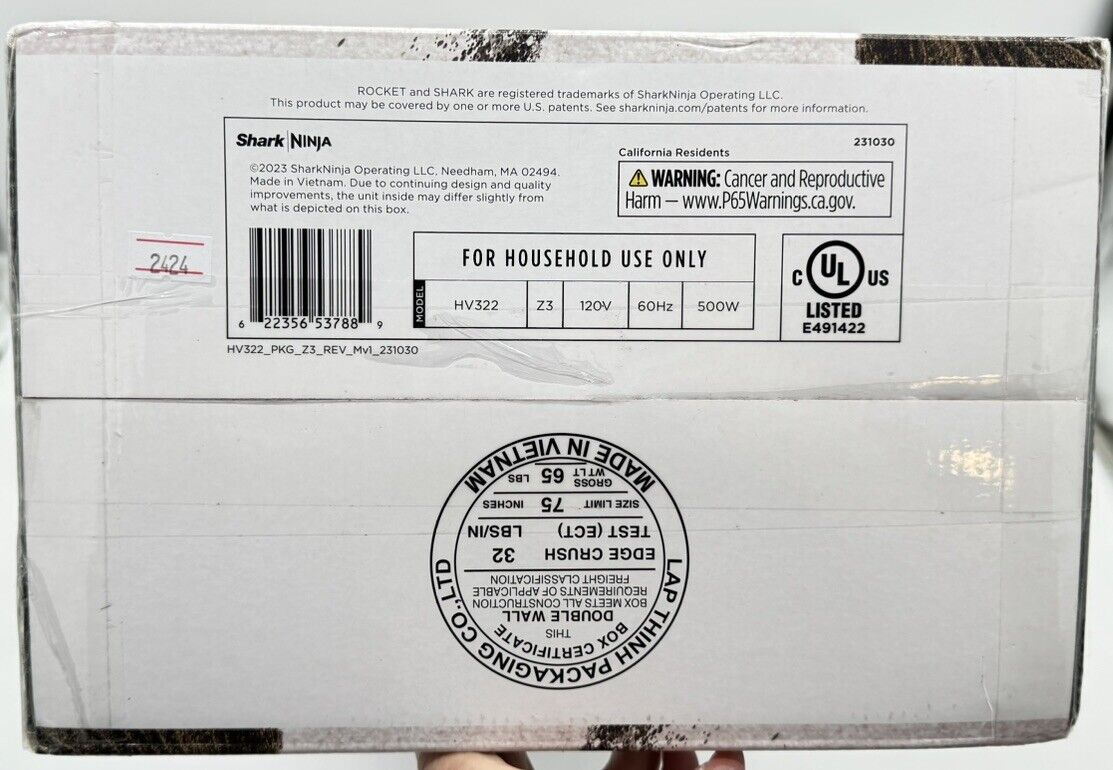 ROCKET and SHARK are registered trademarks of SharkNinja Operating LLC.
This product may be covered by one or more U.S. patents. See sharkninja.com/patents for more information.
Shark | NINJA
231030
©2023 SharkNinja Operating LLC, Needham, MA 02494.
Made in Vietnam. Due to continuing design and quality
improvements, the unit inside may differ slightly from
what is depicted on this box.
California Residents
WARNING: Cancer and Reproductive
Harm — www.P65Warnings.ca.gov.
2424
6 22356 53788 9
FOR HOUSEHOLD USE ONLY
MODEL HV322 Z3 120V 60Hz 500W
C UL US
LISTED
E491422
HV322_PKG_Z3_REV_Mv1_231030
LAP THINH PACKAGING CO.,LTD
BOX CERTIFICATE
THIS
DOUBLE WALL
BOX MEETS ALL CONSTRUCTION
REQUIREMENTS OF APPLICABLE
FREIGHT CLASSIFICATION
EDGE CRUSH 32
TEST (ECT) LBS/IN
SIZE LIMIT 75 INCHES
GROSS WT LT 65 LBS
MADE IN VIETNAM